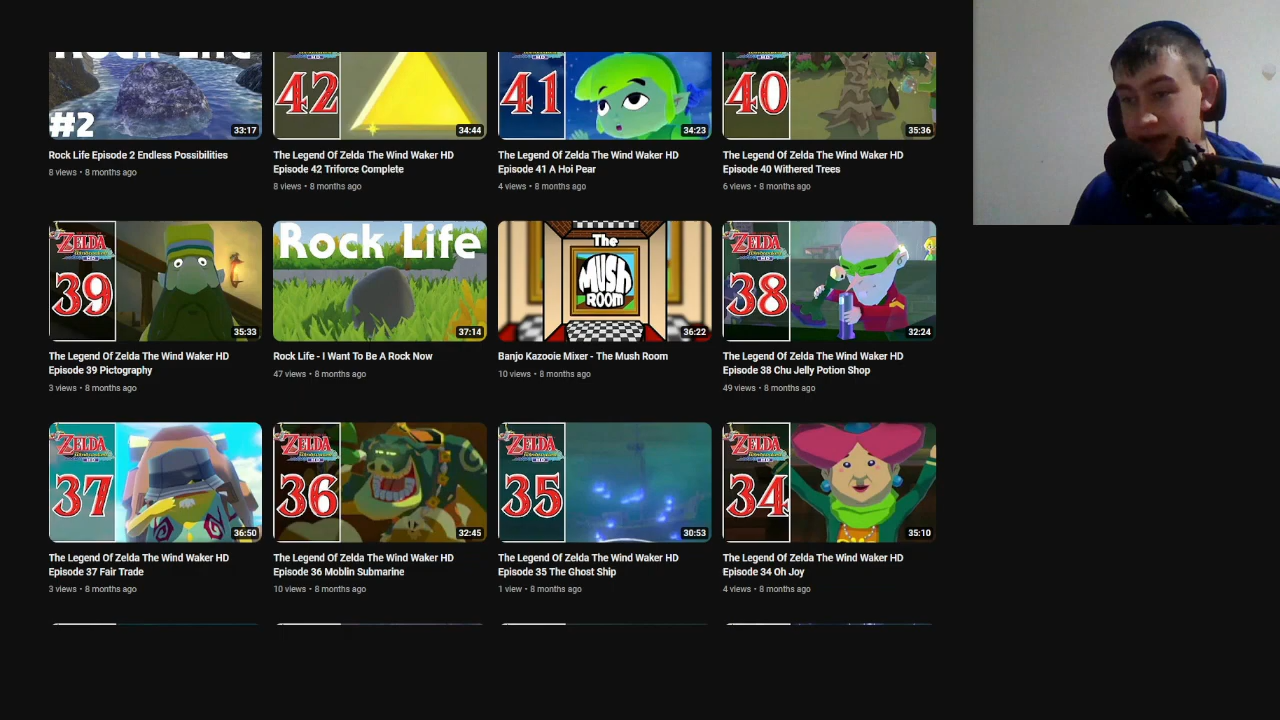 Rock Life
#2
33:17
42
34:44
41
34:23
40
35:36
Rock Life Episode 2 Endless Possibilities
8 views • 8 months ago
The Legend Of Zelda The Wind Waker HD
Episode 42 Triforce Complete
8 views • 8 months ago
The Legend Of Zelda The Wind Waker HD
Episode 41 A Hoi Pear
4 views • 8 months ago
The Legend Of Zelda The Wind Waker HD
Episode 40 Withered Trees
6 views • 8 months ago
ZELDA
39
35:33
Rock Life
37:14
The
MUSH
ROOM
36:22
ZELDA
38
32:24
The Legend Of Zelda The Wind Waker HD
Episode 39 Pictography
3 views • 8 months ago
Rock Life - I Want To Be A Rock Now
47 views • 8 months ago
Banjo Kazooie Mixer - The Mush Room
10 views • 8 months ago
The Legend Of Zelda The Wind Waker HD
Episode 38 Chu Jelly Potion Shop
49 views • 8 months ago
ZELDA
37
36:50
ZELDA
36
32:45
ZELDA
35
30:53
ZELDA
34
35:10
The Legend Of Zelda The Wind Waker HD
Episode 37 Fair Trade
3 views • 8 months ago
The Legend Of Zelda The Wind Waker HD
Episode 36 Moblin Submarine
10 views • 8 months ago
The Legend Of Zelda The Wind Waker HD
Episode 35 The Ghost Ship
1 view • 8 months ago
The Legend Of Zelda The Wind Waker HD
Episode 34 Oh Joy
4 views • 8 months ago